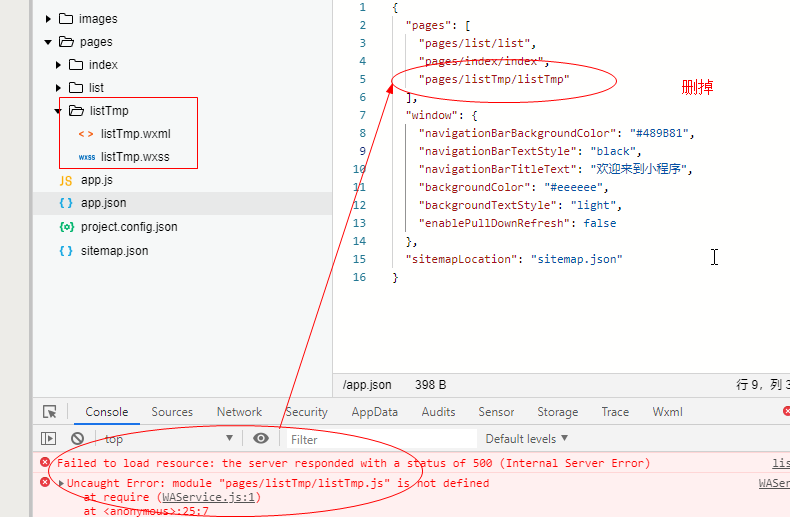 images
pages
index
list
listTmp
listTmp.wxml
listTmp.wxss
app.js
app.json
project.config.json
sitemap.json
1 {
2 "pages": [
3 "pages/list/list",
4 "pages/index/index",
5 "pages/listTmp/listTmp"
6 ],
7 "window": {
8 "navigationBarBackgroundColor": "#489B81",
9 "navigationBarTextStyle": "black",
10 "navigationBarTitleText": "欢迎来到小程序",
11 "backgroundColor": "#eeeeee",
12 "backgroundTextStyle": "light",
13 "enablePullDownRefresh": false
14 },
15 "sitemapLocation": "sitemap.json"
16 }
删掉
/app.json 398 B 行 9，列 3
Console Sources Network Security AppData Audits Sensor Storage Trace Wxml
top Filter Default levels
Failed to load resource: the server responded with a status of 500 (Internal Server Error) lis
Uncaught Error: module "pages/listTmp/listTmp.js" is not defined WASer
at require (WAService.js:1)
at <anonymous>:25:7